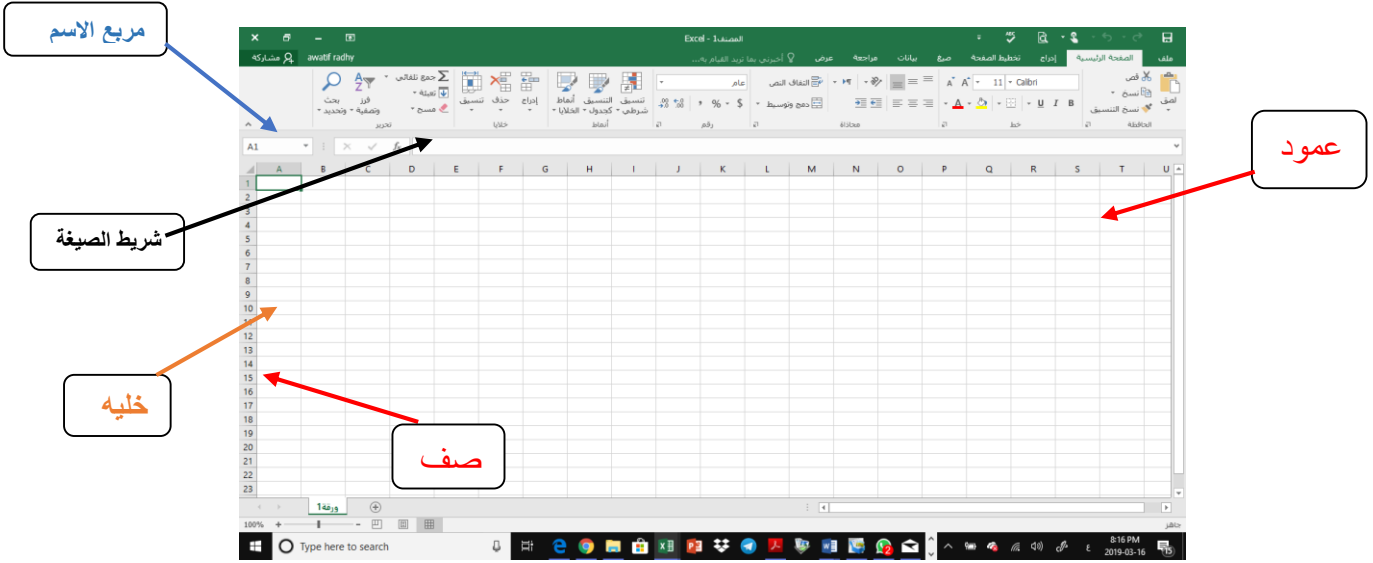 مربع الاسم
المصنف1 - Excel
awatif radhy
مشاركة
ملف
الصفحة الرئيسية
إدراج
تخطيط الصفحة
صيغ
بيانات
مراجعة
عرض
أخبرني بما تريد القيام به...
قص
نسخ
نسخ التنسيق
لصق
الحافظة
Calibri
11
B I U
خط
التفاف النص
دمج وتوسيط
محاذاة
عام
$ % ,
رقم
تنسيق شرطي
التنسيق كجدول
أنماط الخلايا
أنماط
إدراج
حذف
تنسيق
خلايا
جمع تلقائي
تعبئة
مسح
فرز وتصفية
بحث وتحديد
تحرير
A1
fx
عمود
A B C D E F G H I J K L M N O P Q R S T U
1
2
3
4
5
6
7
8
9
10
12
13
14
15
16
17
18
19
20
21
22
23
شريط الصيغة
خليه
صف
ورقة1
100%
جاهز
Type here to search
8:16 PM
2019-03-16